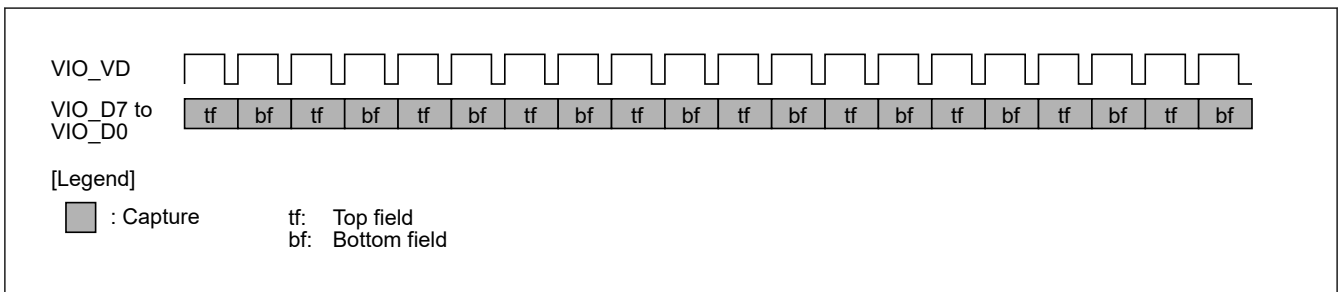 VIO_VD
VIO_D7 to
VIO_D0
tf bf tf bf tf bf tf bf tf bf tf bf tf bf tf bf tf bf tf bf
[Legend]
: Capture tf: Top field
bf: Bottom field